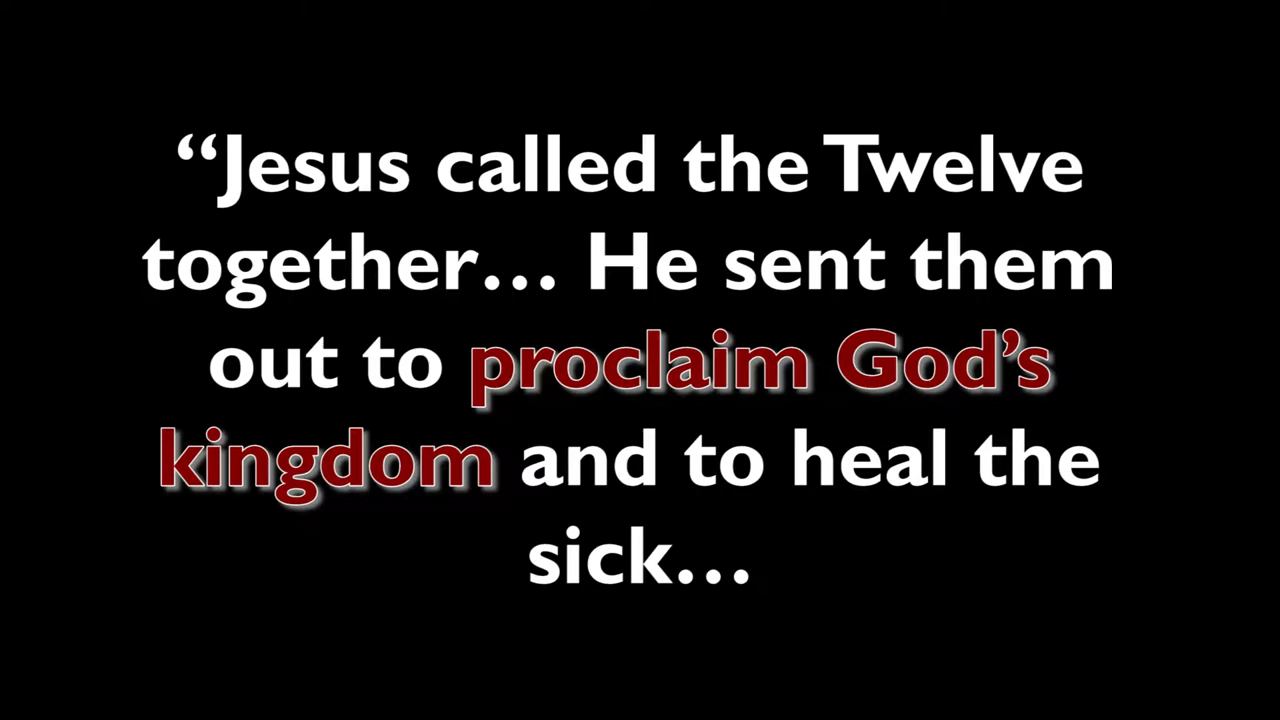 “Jesus called the Twelve
together… He sent them
out to proclaim God’s
kingdom and to heal the
sick…